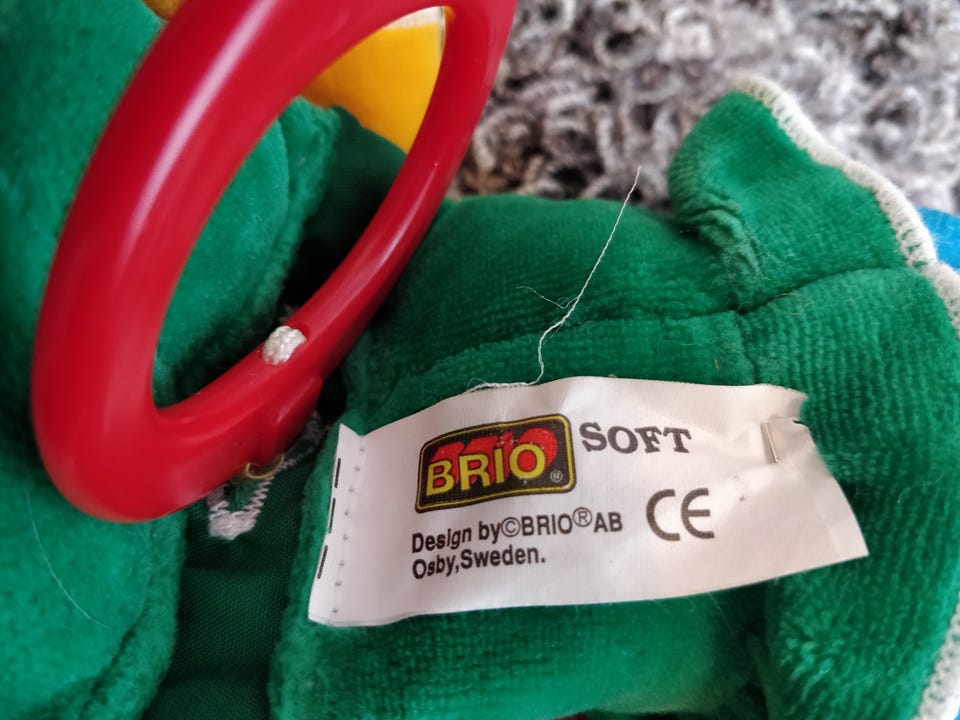 BRIO® SOFT
CE
Design by©BRIO®AB
Osby,Sweden.